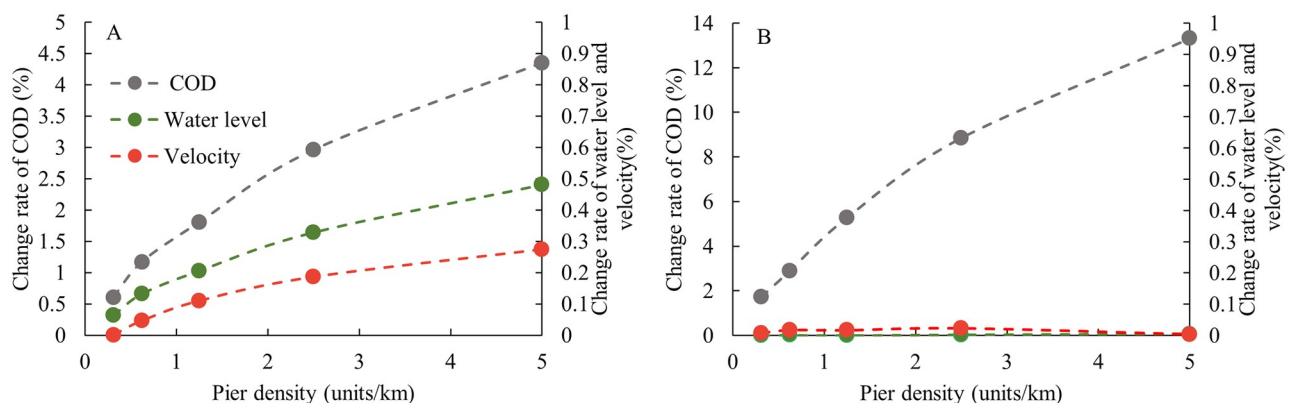 A
COD
Water level
Velocity
Change rate of COD (%)
5
4.5
4
3.5
3
2.5
2
1.5
1
0.5
0
1
0.9
0.8
0.7
0.6
0.5
0.4
0.3
0.2
0.1
0
Change rate of water level and
velocity(%)
0 1 2 3 4 5
Pier density (units/km)
B
Change rate of COD (%)
14
12
10
8
6
4
2
0
1
0.9
0.8
0.7
0.6
0.5
0.4
0.3
0.2
0.1
0
Change rate of water level and
velocity(%)
0 1 2 3 4 5
Pier density (units/km)